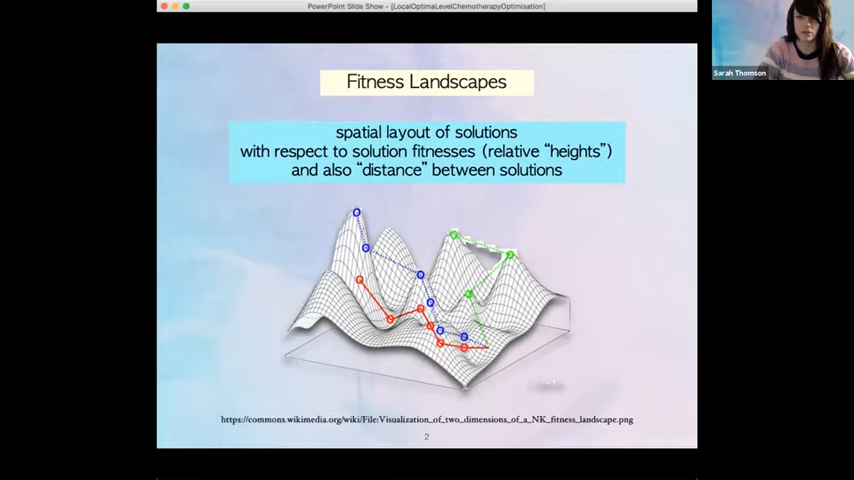 PowerPoint Slide Show - [LocalOptimaLevelChemotherapyOptimisation]
Sarah Thomson
Fitness Landscapes
spatial layout of solutions
with respect to solution fitnesses (relative "heights")
and also "distance" between solutions
https://commons.wikimedia.org/wiki/File:Visualization_of_two_dimensions_of_a_NK_fitness_landscape.png
2